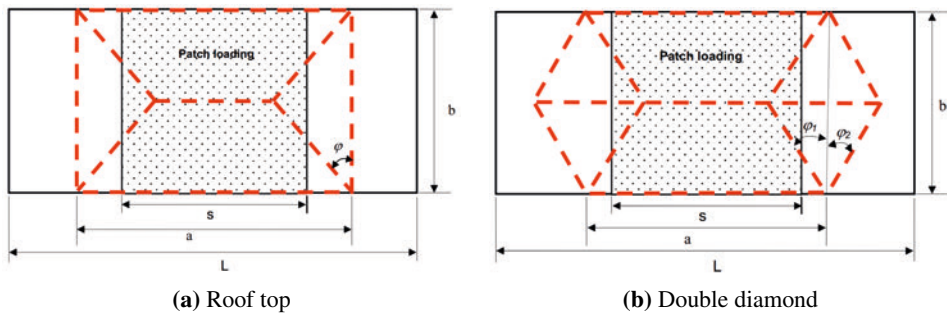 Patch loading
φ
b
s
a
L
(a) Roof top
Patch loading
φ1
φ2
b
s
a
L
(b) Double diamond